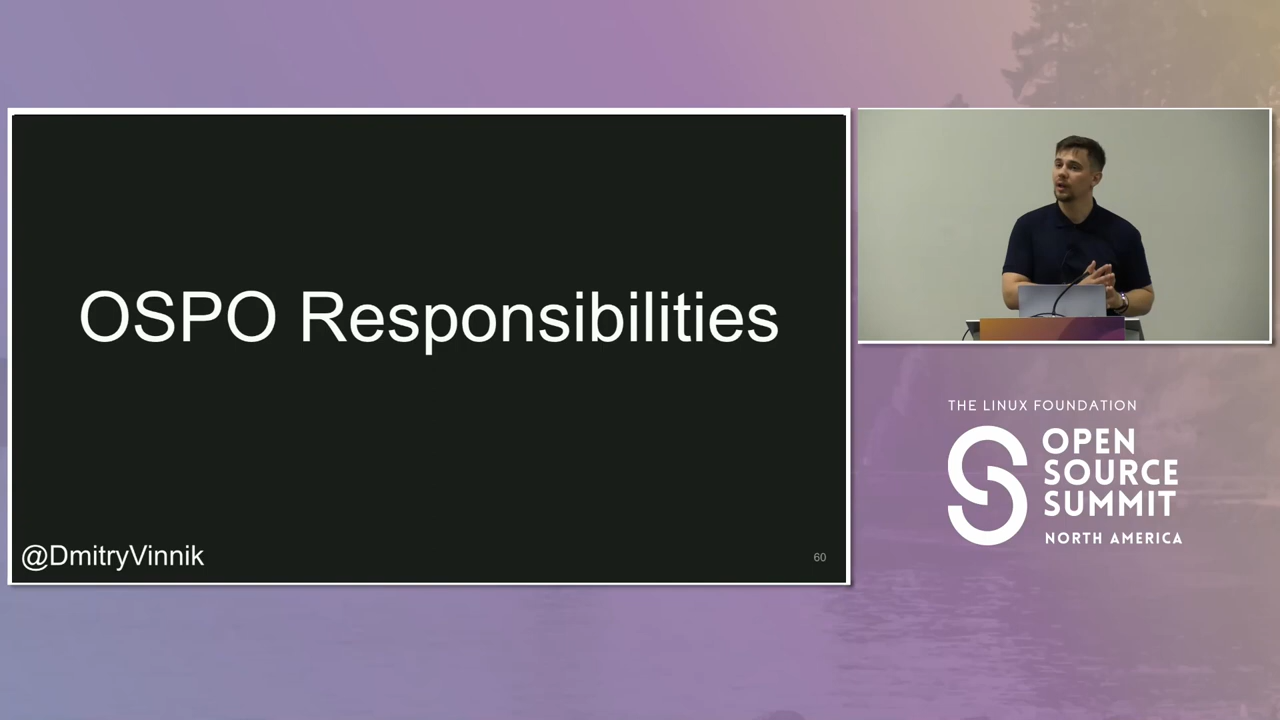 OSPO Responsibilities
@DmitryVinnik
60
THE LINUX FOUNDATION
OPEN
SOURCE
SUMMIT
NORTH AMERICA